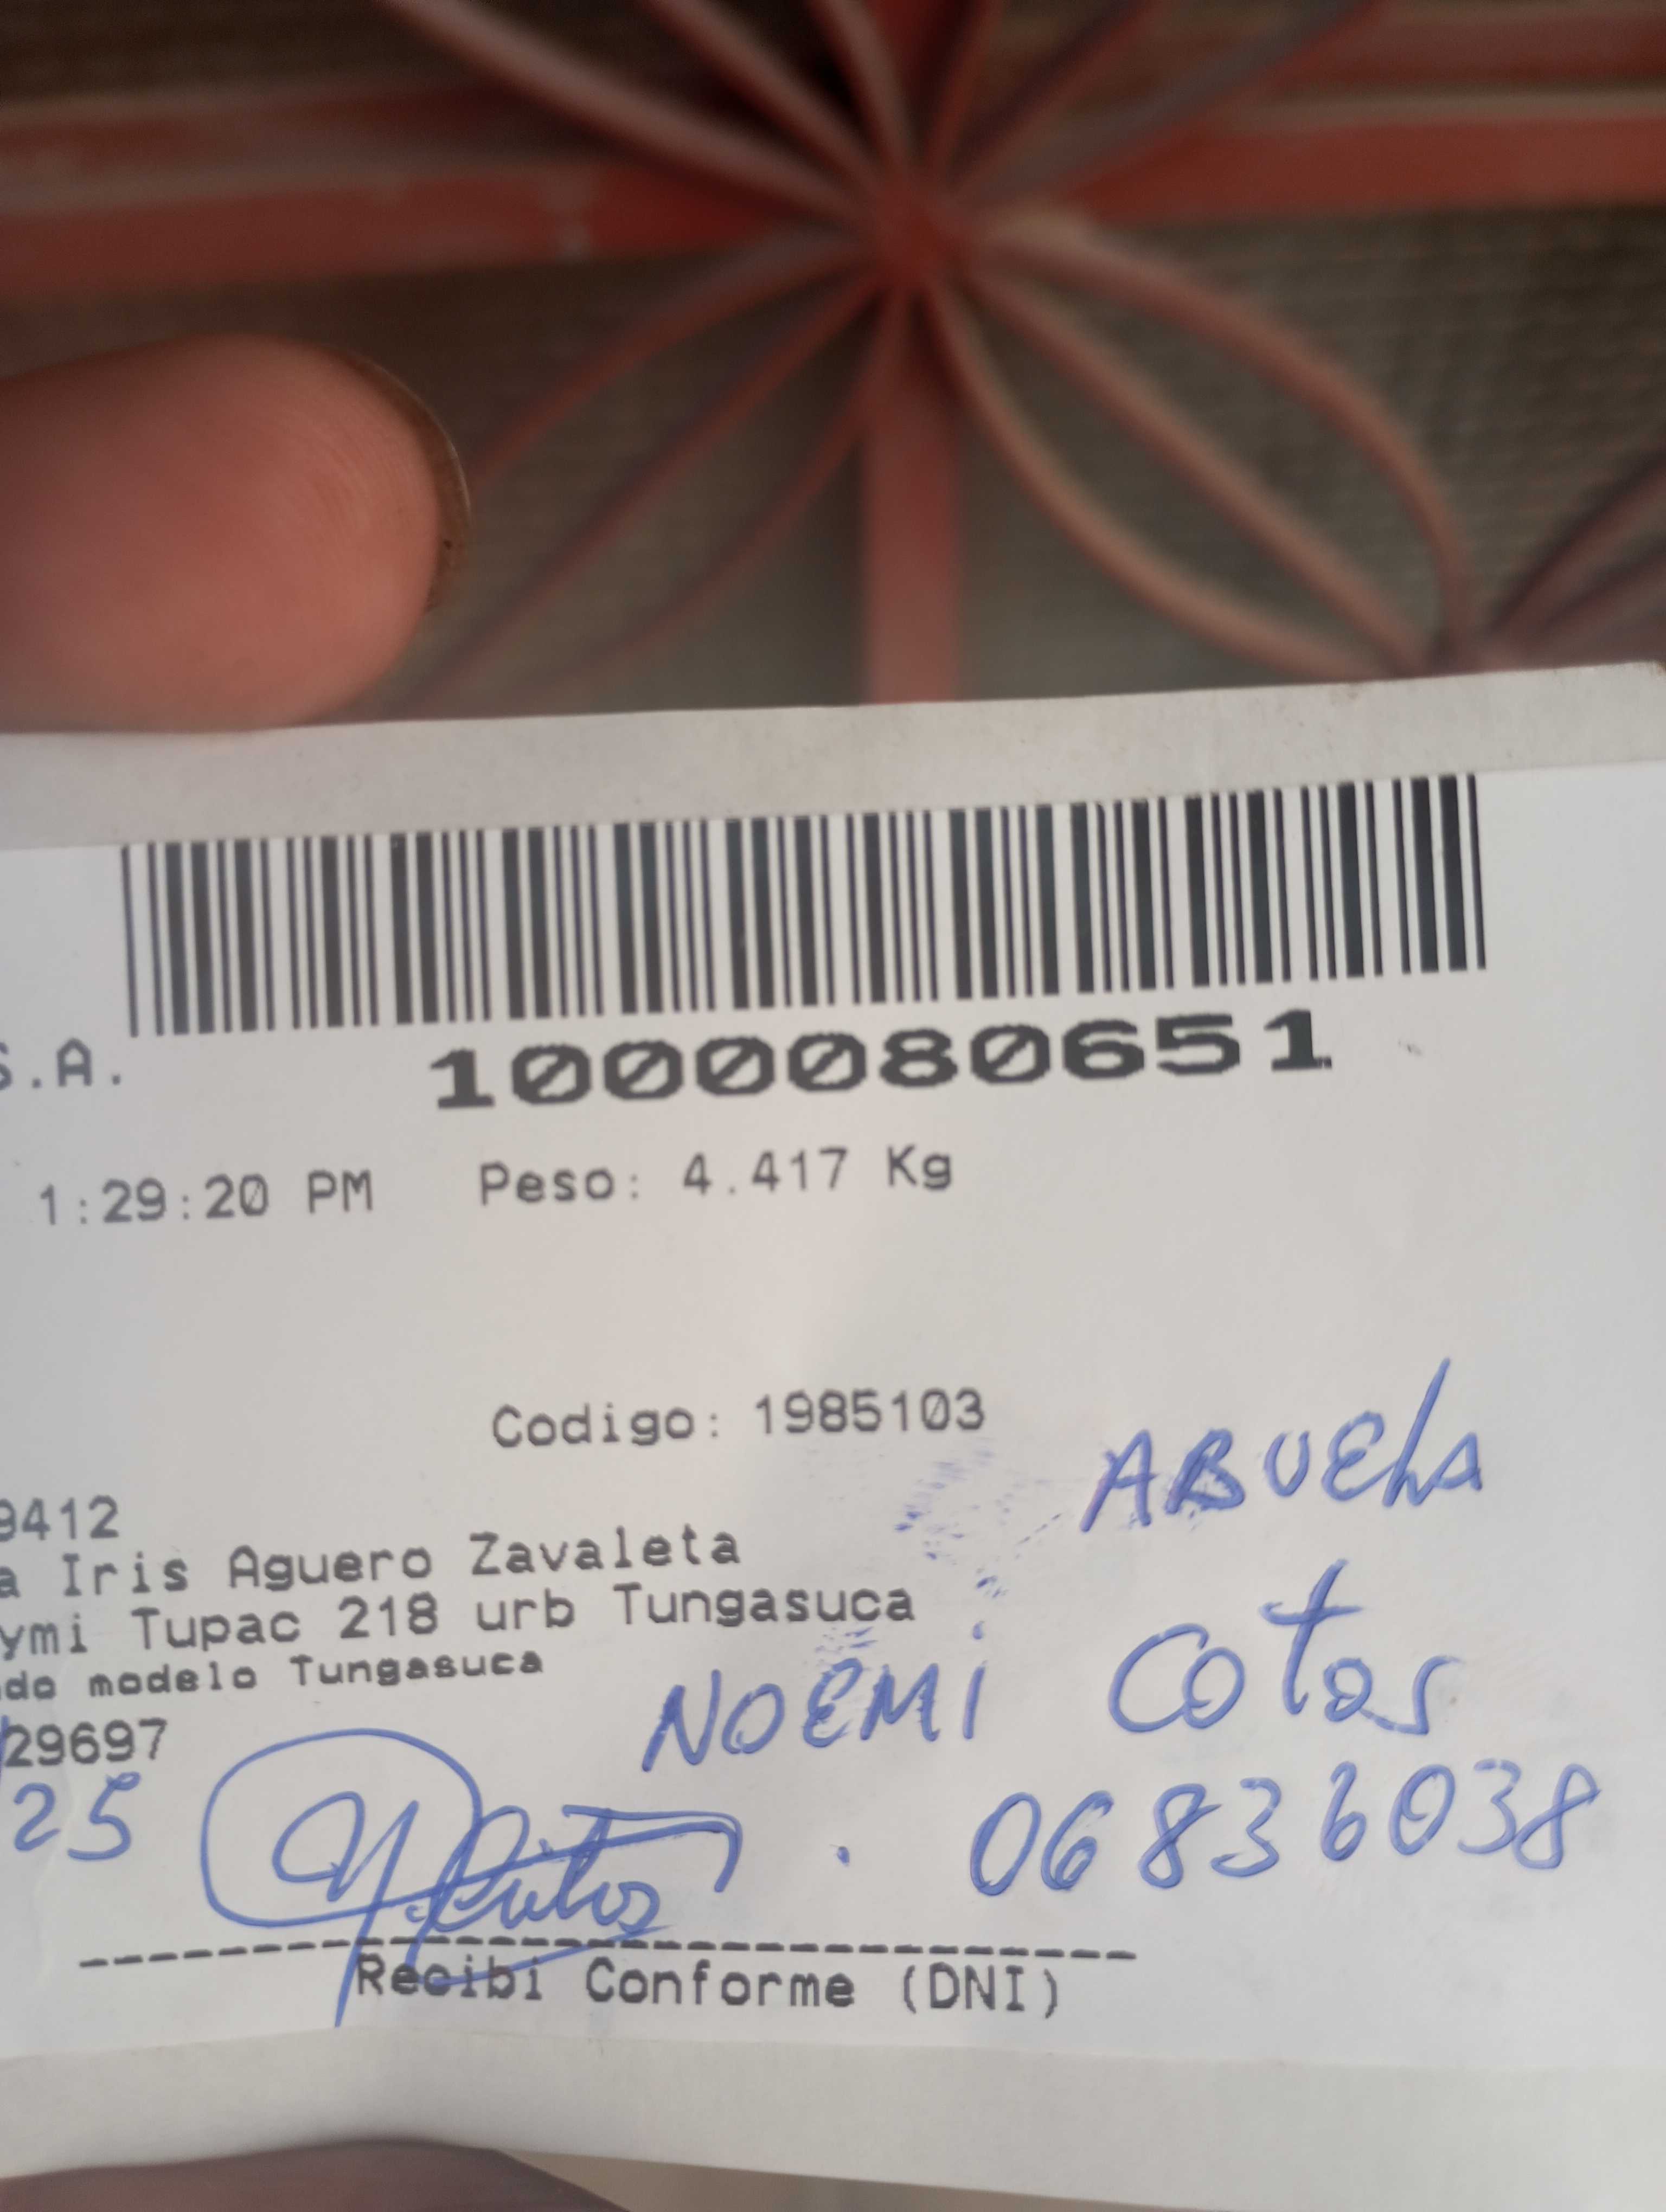 S.A.
1000080651
1:29:20 PM Peso: 4.417 Kg
Codigo: 1985103
ABUELA
9412
a Iris Aguero Zavaleta
ymi Tupac 218 urb Tungasuca
do modelo Tungasuca
NOEMI Cotos
29697
25
06836038
Recibi Conforme (DNI)